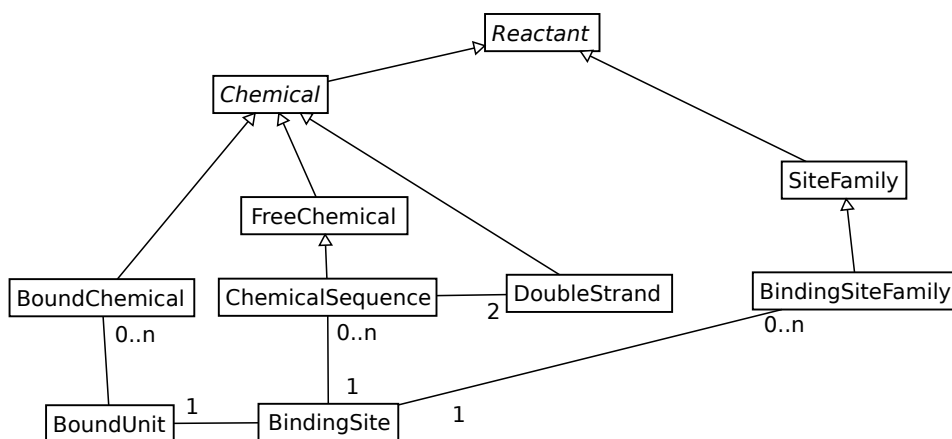 Reactant
Chemical
SiteFamily
FreeChemical
BoundChemical
ChemicalSequence
DoubleStrand
BindingSiteFamily
2
0..n
0..n
0..n
1
1
1
BoundUnit
BindingSite